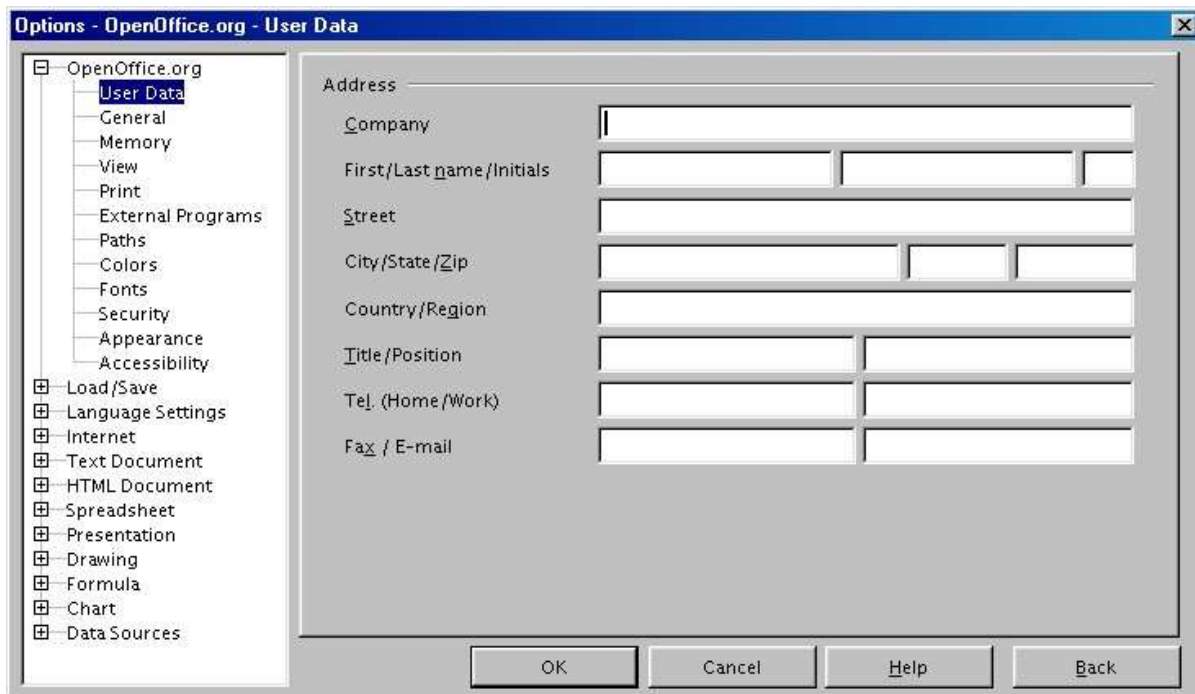 Options - OpenOffice.org - User Data
OpenOffice.org
User Data
General
Memory
View
Print
External Programs
Paths
Colors
Fonts
Security
Appearance
Accessibility
Load/Save
Language Settings
Internet
Text Document
HTML Document
Spreadsheet
Presentation
Drawing
Formula
Chart
Data Sources
Address
Company
First/Last name/Initials
Street
City/State/Zip
Country/Region
Title/Position
Tel. (Home/Work)
Fax / E-mail
OK
Cancel
Help
Back